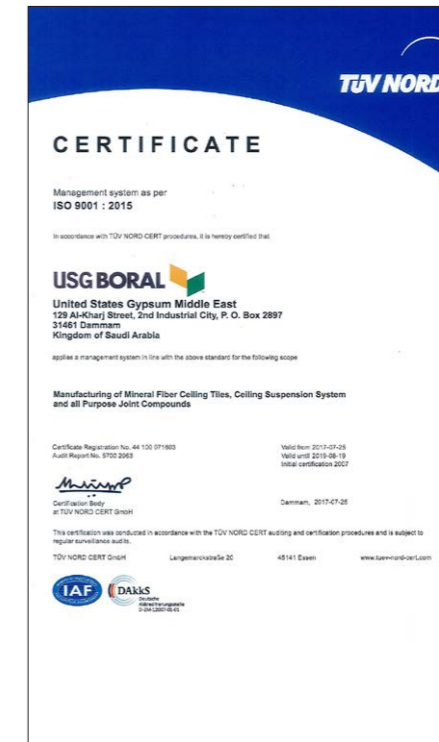 TÜV NORD
CERTIFICATE
Management system as per
ISO 9001 : 2015
In accordance with TÜV NORD CERT procedures, it is hereby certified that
USG BORAL
United States Gypsum Middle East
129 Al-Kharj Street, 2nd Industrial City, P. O. Box 2897
31461 Dammam
Kingdom of Saudi Arabia
applies a management system in line with the above standard for the following scope
Manufacturing of Mineral Fiber Ceiling Tiles, Ceiling Suspension System
and all Purpose Joint Compounds
Certificate Registration No. 44 100 071603
Audit Report No. 5700 2063
Valid from 2017-07-25
Valid until
Initial certification 2007
Certification Body
at TÜV NORD CERT GmbH
Dammam, 2017-07-25
This certification was conducted in accordance with the TÜV NORD CERT auditing and certification procedures and is subject to
regular surveillance audits.
TÜV NORD CERT GmbH Langemarckstraße 20 45141 Essen www.tuev-nord-cert.com
IAF
DAkkS
Deutsche
Akkreditierungsstelle